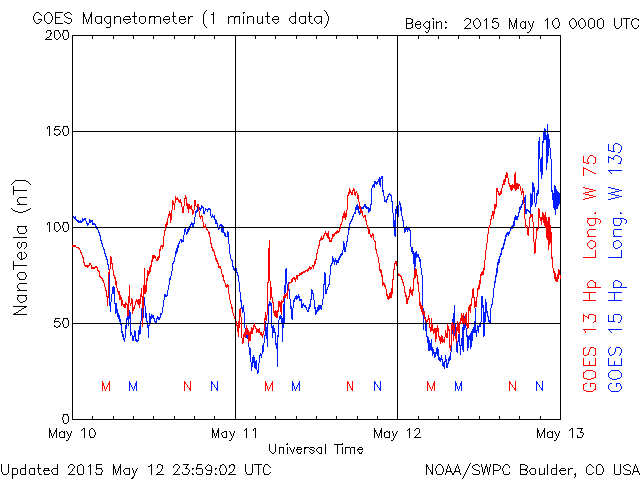 GOES Magnetometer (1 minute data)
Begin: 2015 May 10 0000 UTC
200
150
100
50
0
NanoTesla (nT)
GOES 13 Hp Long. W 75
GOES 15 Hp Long. W 135
M M N N M M N N M M N N
May 10 May 11 May 12 May 13
Universal Time
Updated 2015 May 12 23:59:02 UTC
NOAA/SWPC Boulder, CO USA